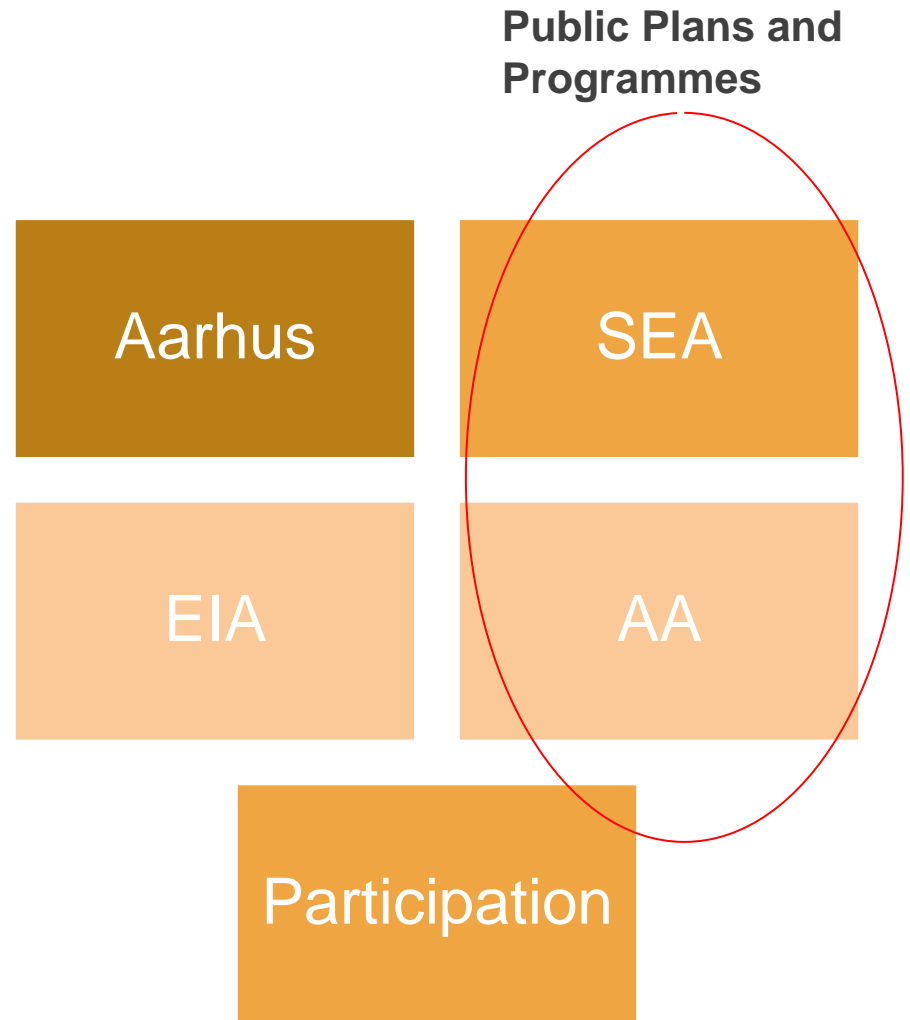 Public Plans and
Programmes
Aarhus
SEA
EIA
AA
Participation